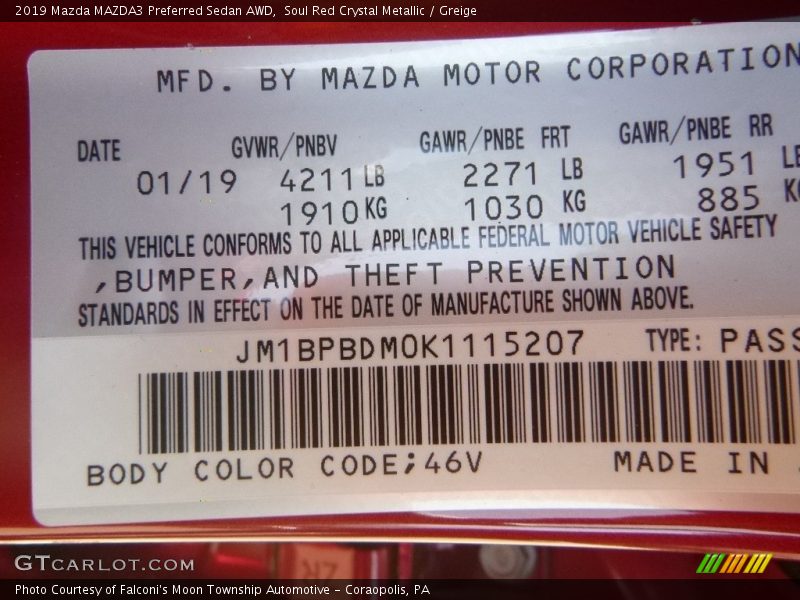 2019 Mazda MAZDA3 Preferred Sedan AWD, Soul Red Crystal Metallic / Greige
MFD. BY MAZDA MOTOR CORPORATION
DATE GVWR/PNBV GAWR/PNBE FRT GAWR/PNBE RR
01/19 4211LB 2271 LB 1951 LB
1910KG 1030 KG 885 KG
THIS VEHICLE CONFORMS TO ALL APPLICABLE FEDERAL MOTOR VEHICLE SAFETY
,BUMPER,AND THEFT PREVENTION
STANDARDS IN EFFECT ON THE DATE OF MANUFACTURE SHOWN ABOVE.
JM1BPBDM0K1115207 TYPE: PASS
BODY COLOR CODE;46V MADE IN
GTCARLOT.COM
Photo Courtesy of Falconi's Moon Township Automotive – Coraopolis, PA